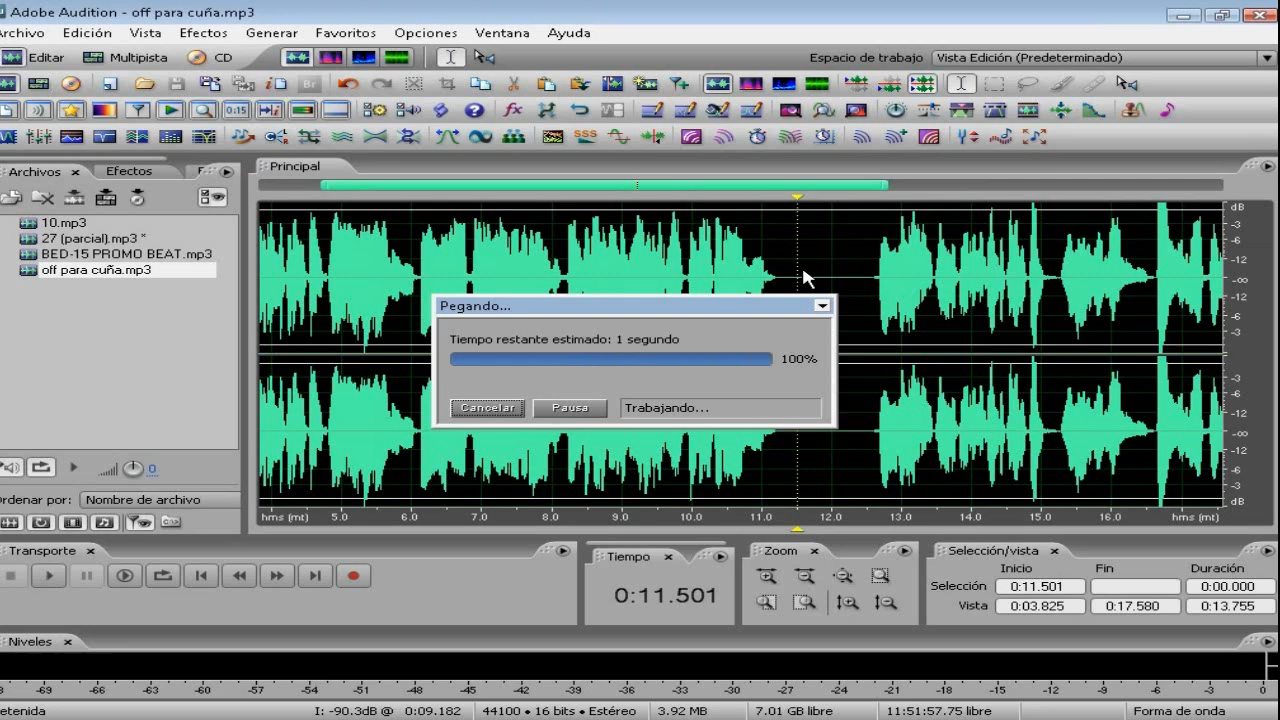 Adobe Audition - off para cuña.mp3
Archivo Edición Vista Efectos Generar Favoritos Opciones Ventana Ayuda
Editar Multipista CD Espacio de trabajo Vista Edición (Predeterminado)
Br 
0:15 fx SSS
Archivos Efectos F Principal
10.mp3
27 (parcial).mp3 *
BED-15 PROMO BEAT.mp3
off para cuña.mp3
dB
-3
-6
-12
-∞
-12
-6
-3
Pegando...
Tiempo restante estimado: 1 segundo
100%
Cancelar Pausa Trabajando...
-3
-6
-12
-∞
-12
-6
-3
dB
0
Ordenar por: Nombre de archivo
hms (mt) 5.0 6.0 7.0 8.0 9.0 10.0 11.0 12.0 13.0 14.0 15.0 16.0 hms (mt)
Transporte Tiempo Zoom Selección/vista
Inicio Fin Duración
Selección 0:11.501 0:00.000
0:11.501
Vista 0:03.825 0:17.580 0:13.755
Niveles
-69 -66 -63 -60 -57 -54 -51 -48 -45 -42 -39 -36 -33 -30 -27 -24 -21 -18 -15 -12 -9 -6 -3 0
etenida I: -90.3dB @ 0:09.182 44100 • 16 bits • Estéreo 3.92 MB 7.01 GB libre 11:51:57.75 libre Forma de onda